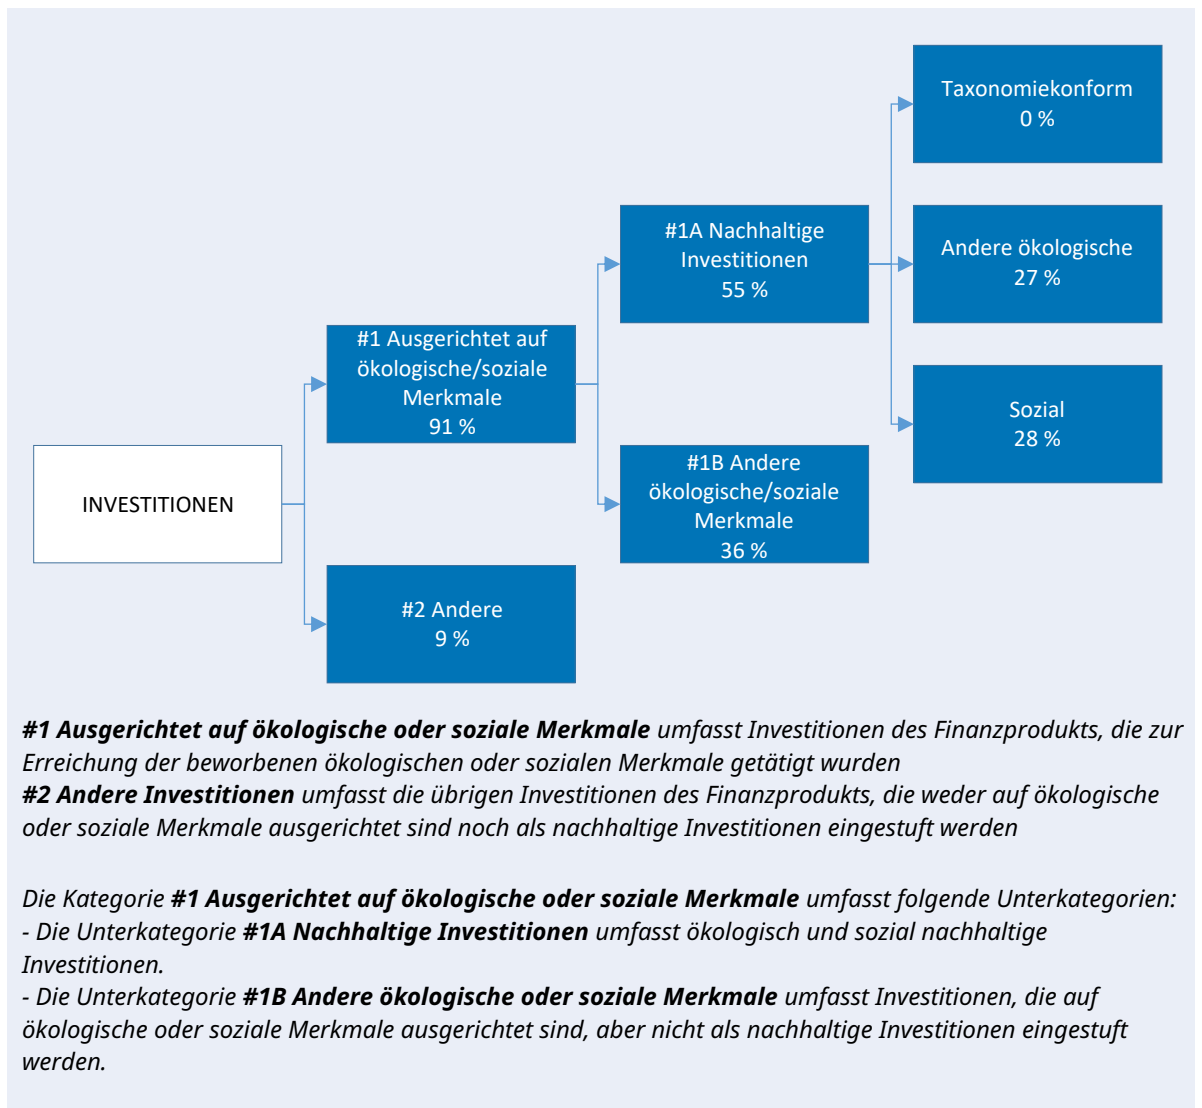 Taxonomiekonform
0 %
#1A Nachhaltige
Investitionen
55 %
Andere ökologische
27 %
#1 Ausgerichtet auf
ökologische/soziale
Merkmale
91 %
Sozial
28 %
INVESTITIONEN
#1B Andere
ökologische/soziale
Merkmale
36 %
#2 Andere
9 %
#1 Ausgerichtet auf ökologische oder soziale Merkmale umfasst Investitionen des Finanzprodukts, die zur
Erreichung der beworbenen ökologischen oder sozialen Merkmale getätigt wurden
#2 Andere Investitionen umfasst die übrigen Investitionen des Finanzprodukts, die weder auf ökologische
oder soziale Merkmale ausgerichtet sind noch als nachhaltige Investitionen eingestuft werden
Die Kategorie #1 Ausgerichtet auf ökologische oder soziale Merkmale umfasst folgende Unterkategorien:
- Die Unterkategorie #1A Nachhaltige Investitionen umfasst ökologisch und sozial nachhaltige
Investitionen.
- Die Unterkategorie #1B Andere ökologische oder soziale Merkmale umfasst Investitionen, die auf
ökologische oder soziale Merkmale ausgerichtet sind, aber nicht als nachhaltige Investitionen eingestuft
werden.